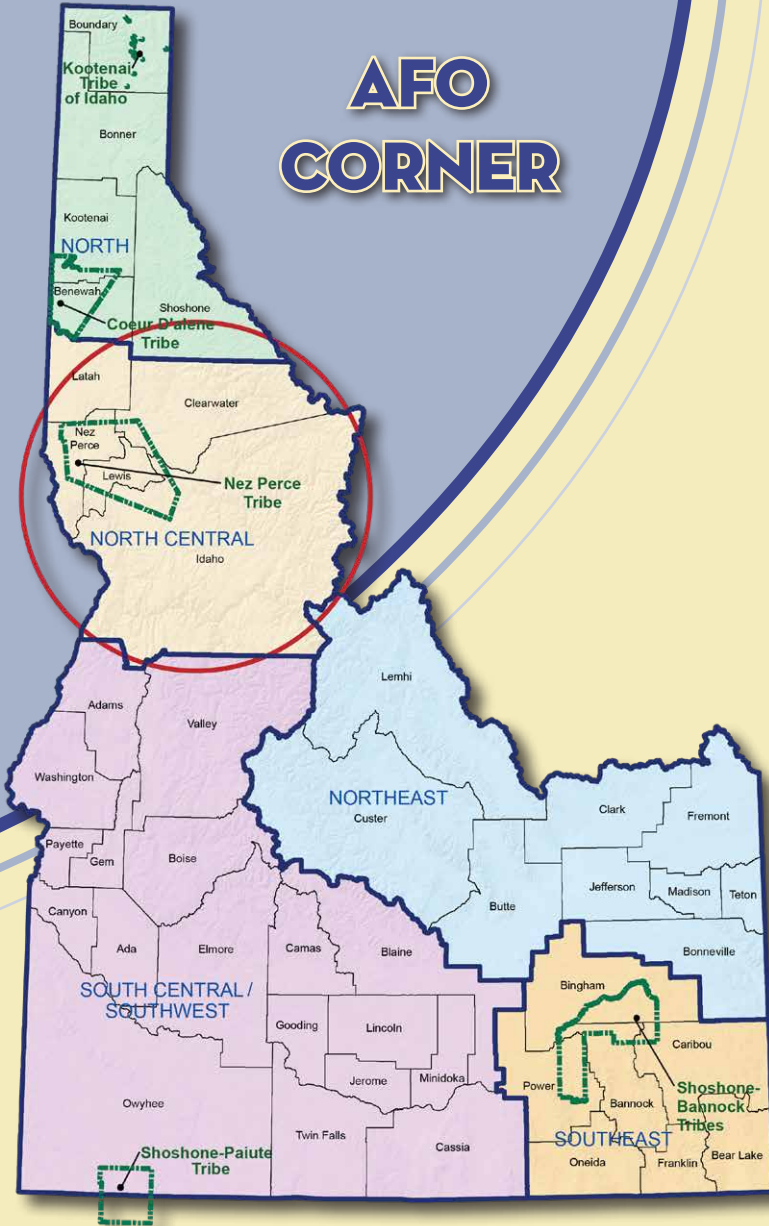 AFO
CORNER
Boundary
Kootenai
Tribe
of Idaho
Bonner
Kootenai
NORTH
Benewah
Shoshone
Coeur D'alene
Tribe
Latah
Clearwater
Nez
Perce
Lewis
Nez Perce
Tribe
NORTH CENTRAL
Idaho
Lemhi
Adams
Valley
Washington
NORTHEAST
Custer
Clark
Fremont
Payette
Gem
Boise
Butte
Jefferson
Madison
Teton
Canyon
Ada
Elmore
Camas
Blaine
Bonneville
SOUTH CENTRAL /
SOUTHWEST
Bingham
Gooding
Lincoln
Caribou
Jerome
Minidoka
Power
Shoshone-
Bannock
Tribes
Owyhee
Bannock
Twin Falls
Cassia
SOUTHEAST
Shoshone-Paiute
Tribe
Oneida
Franklin
Bear Lake